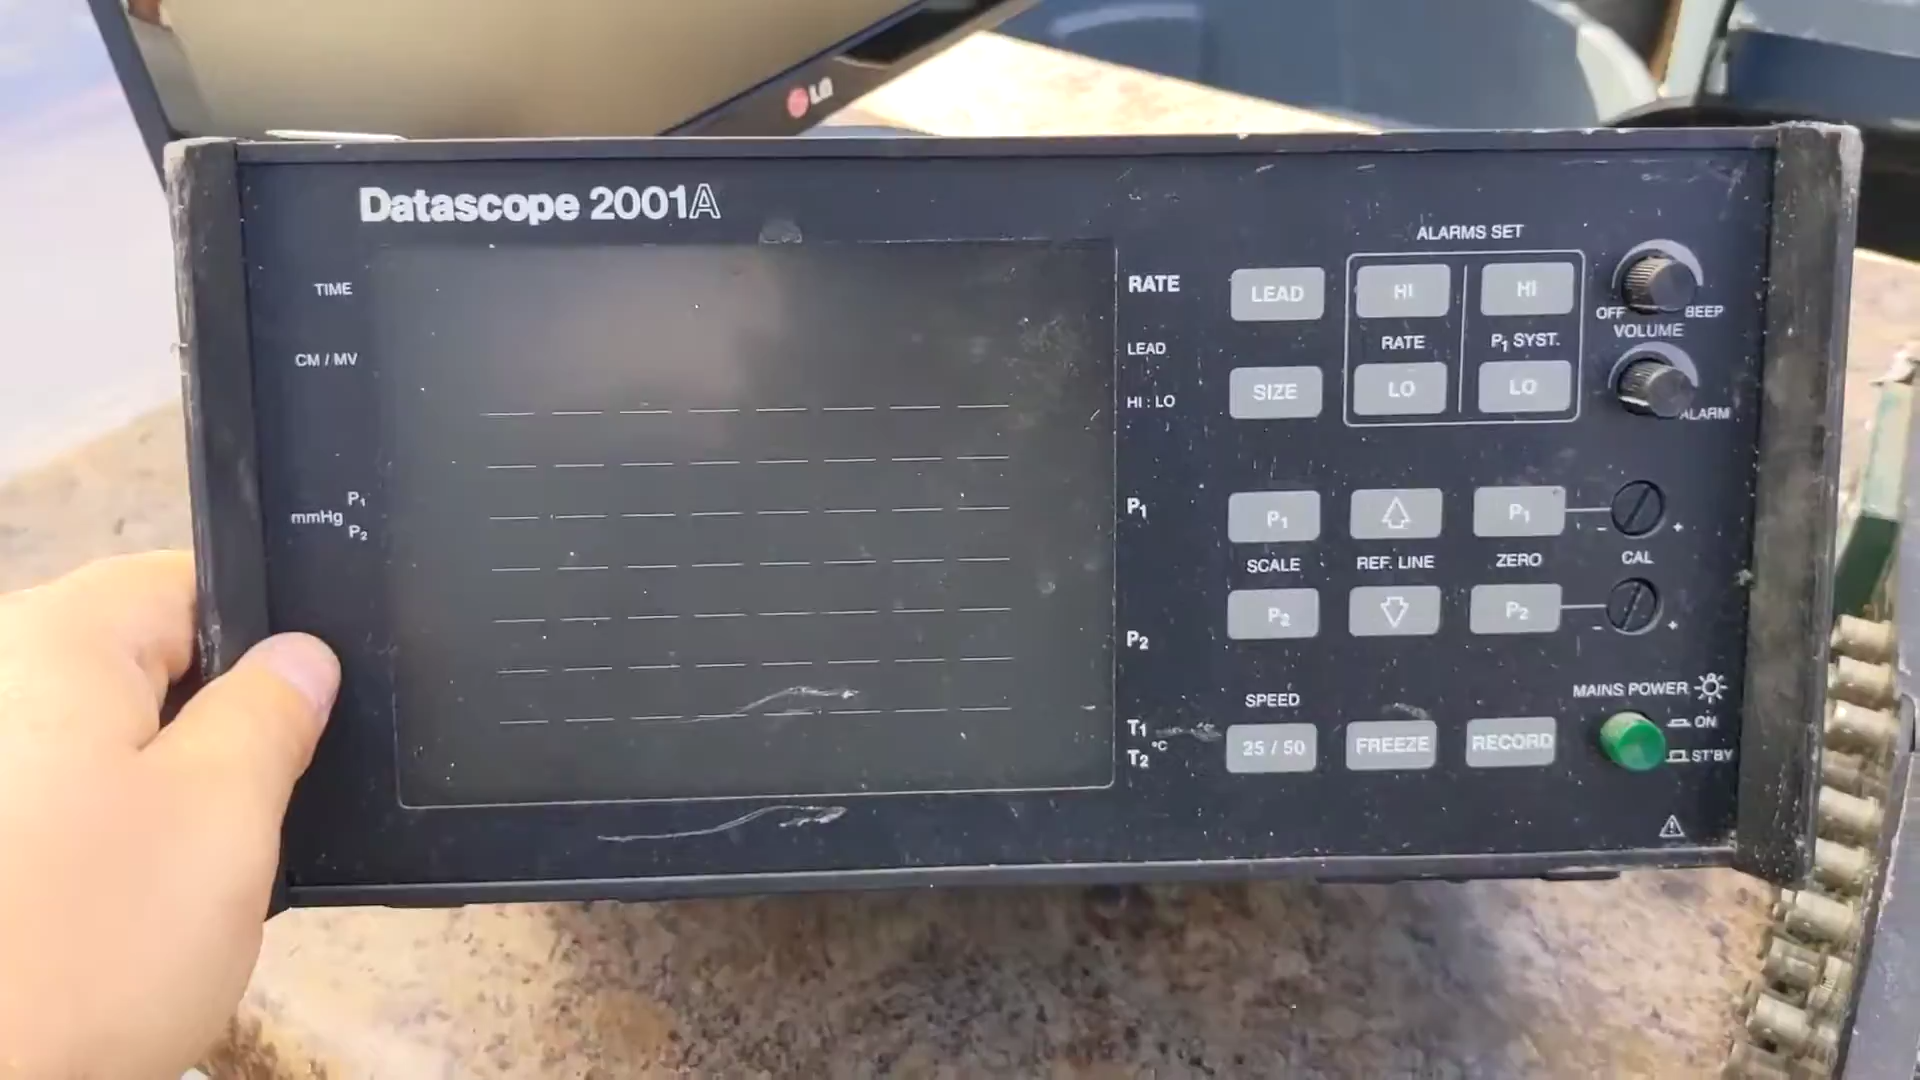 LG
Datascope 2001A
ALARMS SET
TIME
RATE
LEAD
HI
HI
OFF
BEEP
VOLUME
CM / MV
LEAD
RATE
P1 SYST.
HI : LO
SIZE
LO
LO
ALARM
mmHg
P1
P2
P1
P1
P1
- +
SCALE
REF. LINE
ZERO
CAL
P2
P2
P2
- +
SPEED
MAINS POWER
ON
T1
T2
°C
25 / 50
FREEZE
RECORD
ST'BY